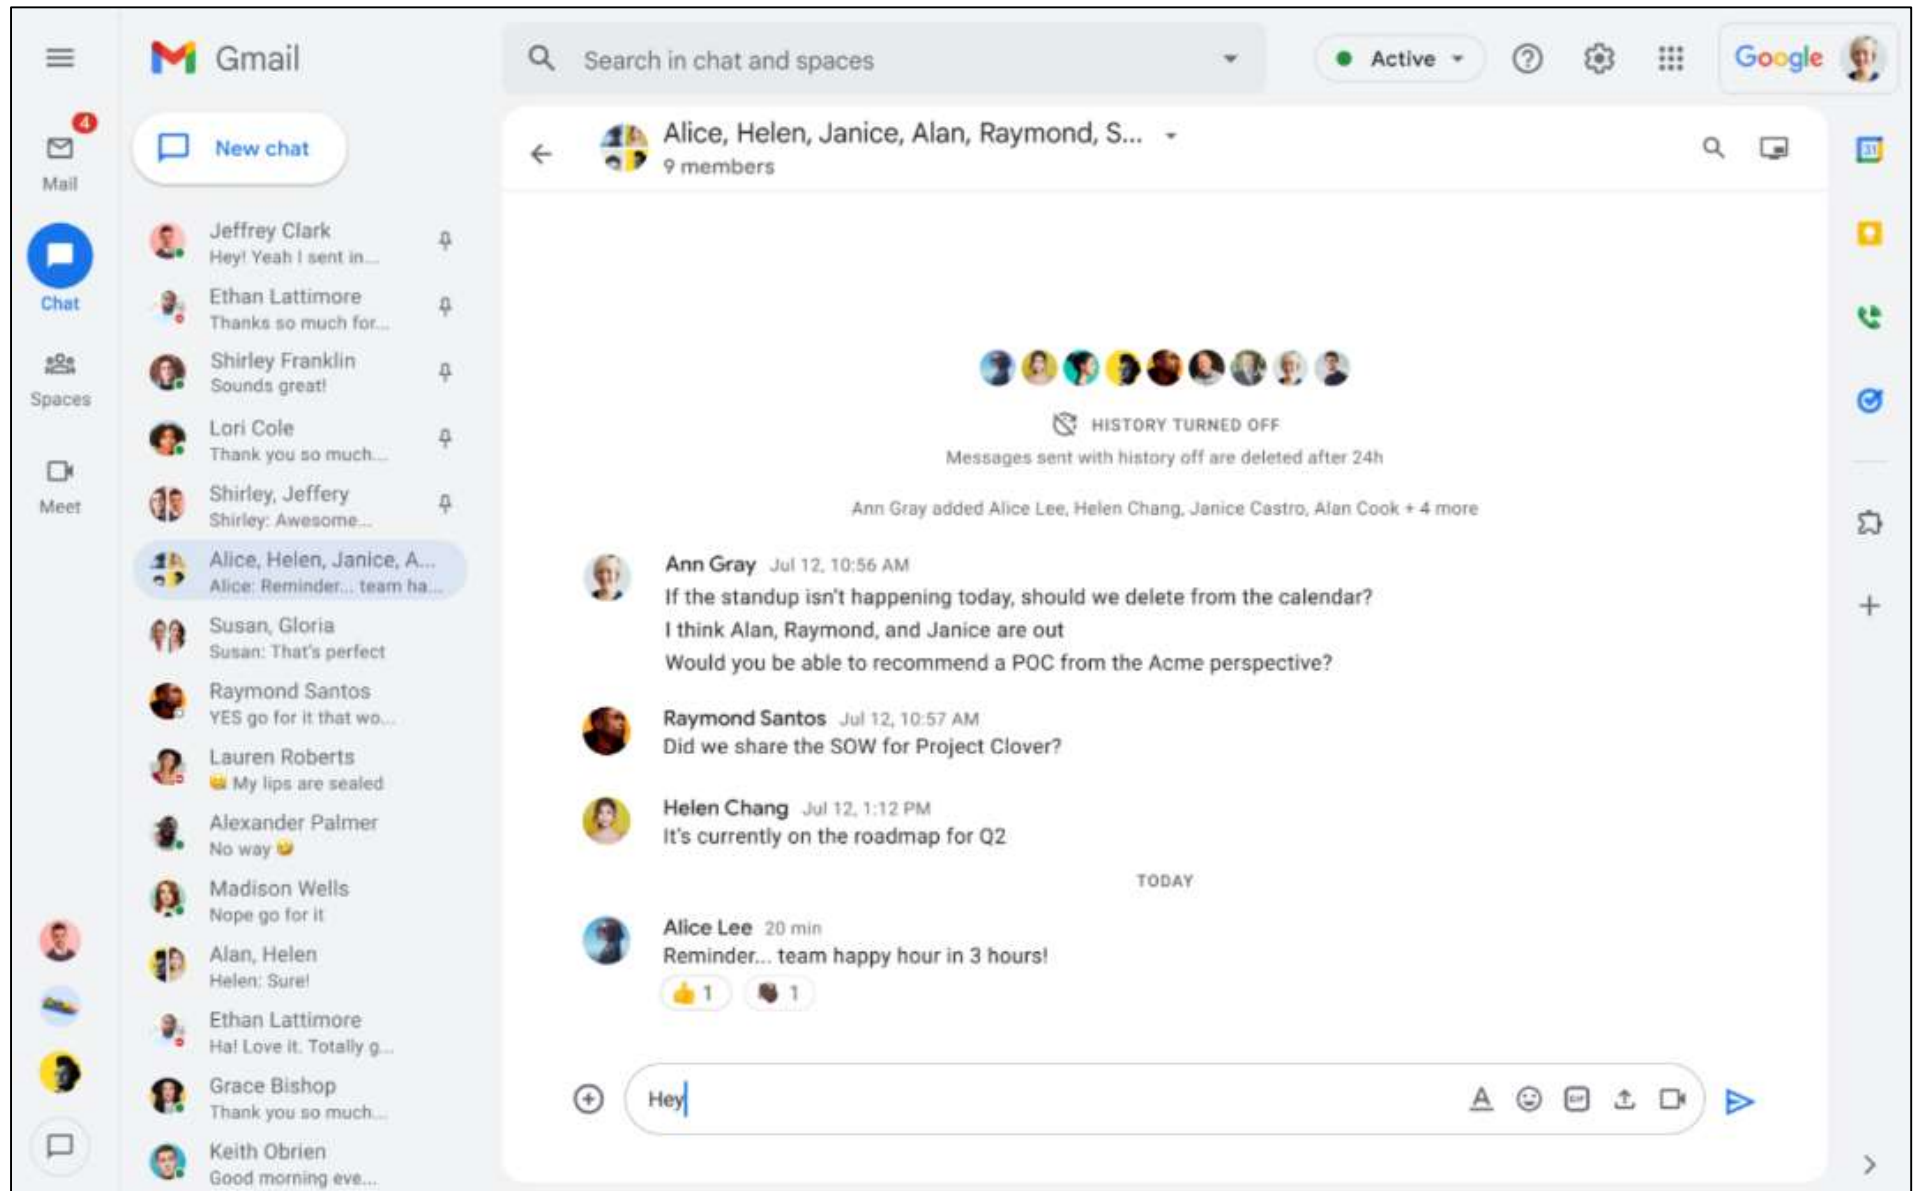 Gmail
Search in chat and spaces
Active
Google
4
Mail
Chat
Spaces
Meet
New chat
Jeffrey Clark
Hey! Yeah I sent in...
Ethan Lattimore
Thanks so much for...
Shirley Franklin
Sounds great!
Lori Cole
Thank you so much...
Shirley, Jeffery
Shirley: Awesome...
Alice, Helen, Janice, A...
Alice: Reminder... team ha...
Susan, Gloria
Susan: That's perfect
Raymond Santos
YES go for it that wo...
Lauren Roberts
My lips are sealed
Alexander Palmer
No way 🤣
Madison Wells
Nope go for it
Alan, Helen
Helen: Sure!
Ethan Lattimore
Ha! Love it. Totally g...
Grace Bishop
Thank you so much...
Keith Obrien
Good morning eve...
Alice, Helen, Janice, Alan, Raymond, S...
9 members
HISTORY TURNED OFF
Messages sent with history off are deleted after 24h
Ann Gray added Alice Lee, Helen Chang, Janice Castro, Alan Cook + 4 more
Ann Gray Jul 12, 10:56 AM
If the standup isn't happening today, should we delete from the calendar?
I think Alan, Raymond, and Janice are out
Would you be able to recommend a POC from the Acme perspective?
Raymond Santos Jul 12, 10:57 AM
Did we share the SOW for Project Clover?
Helen Chang Jul 12, 1:12 PM
It's currently on the roadmap for Q2
TODAY
Alice Lee 20 min
Reminder... team happy hour in 3 hours!
👍 1 1
Hey
GIF
31